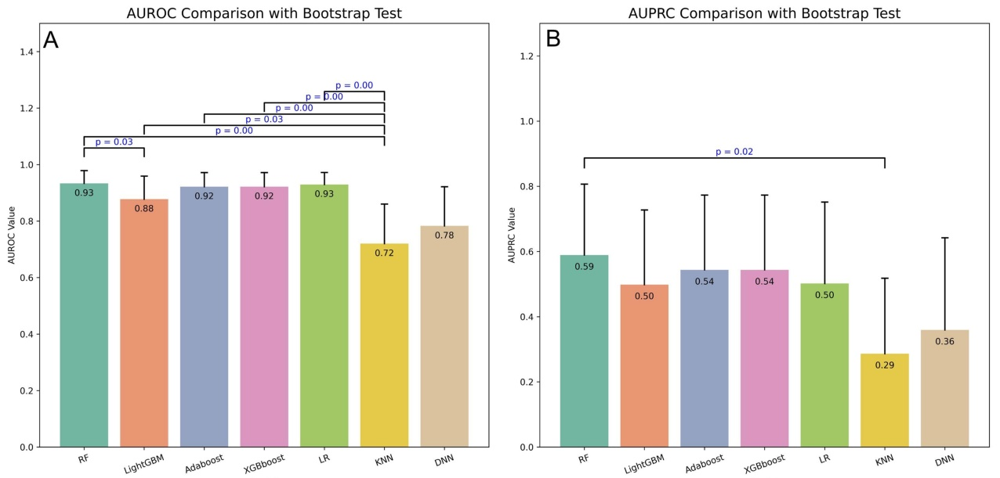 AUROC Comparison with Bootstrap Test
A
AUROC Value
1.4
1.2
1.0
0.8
0.6
0.4
0.2
0.0
p = 0.00
p = 0.00
p = 0.00
p = 0.03
p = 0.00
p = 0.03
0.93
0.88
0.92
0.92
0.93
0.72
0.78
RF
LightGBM
Adaboost
XGBboost
LR
KNN
DNN
AUPRC Comparison with Bootstrap Test
B
AUPRC Value
1.2
1.0
0.8
0.6
0.4
0.2
0.0
p = 0.02
0.59
0.50
0.54
0.54
0.50
0.29
0.36
RF
LightGBM
Adaboost
XGBboost
LR
KNN
DNN